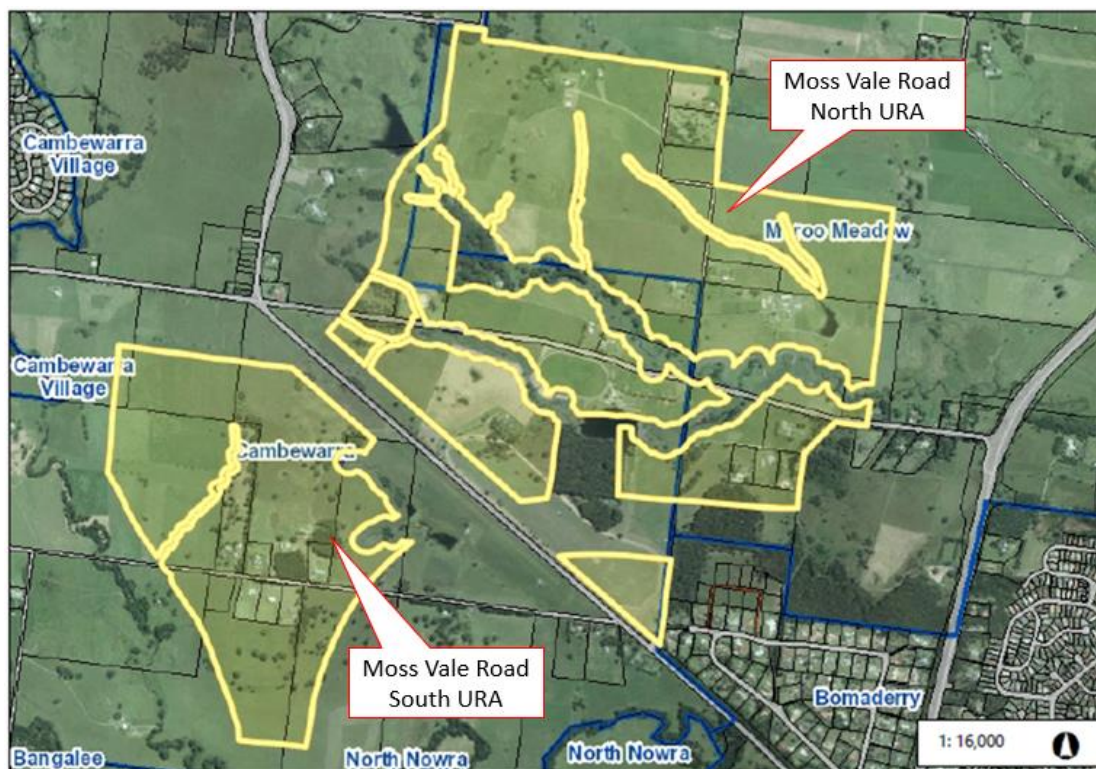 Moss Vale Road
North URA
Cambewarra
Village
Meroo Meadow
Cambewarra
Village
Cambewarra
Moss Vale Road
South URA
Bomaderry
1: 16,000
Bangalee
North Nowra
North Nowra